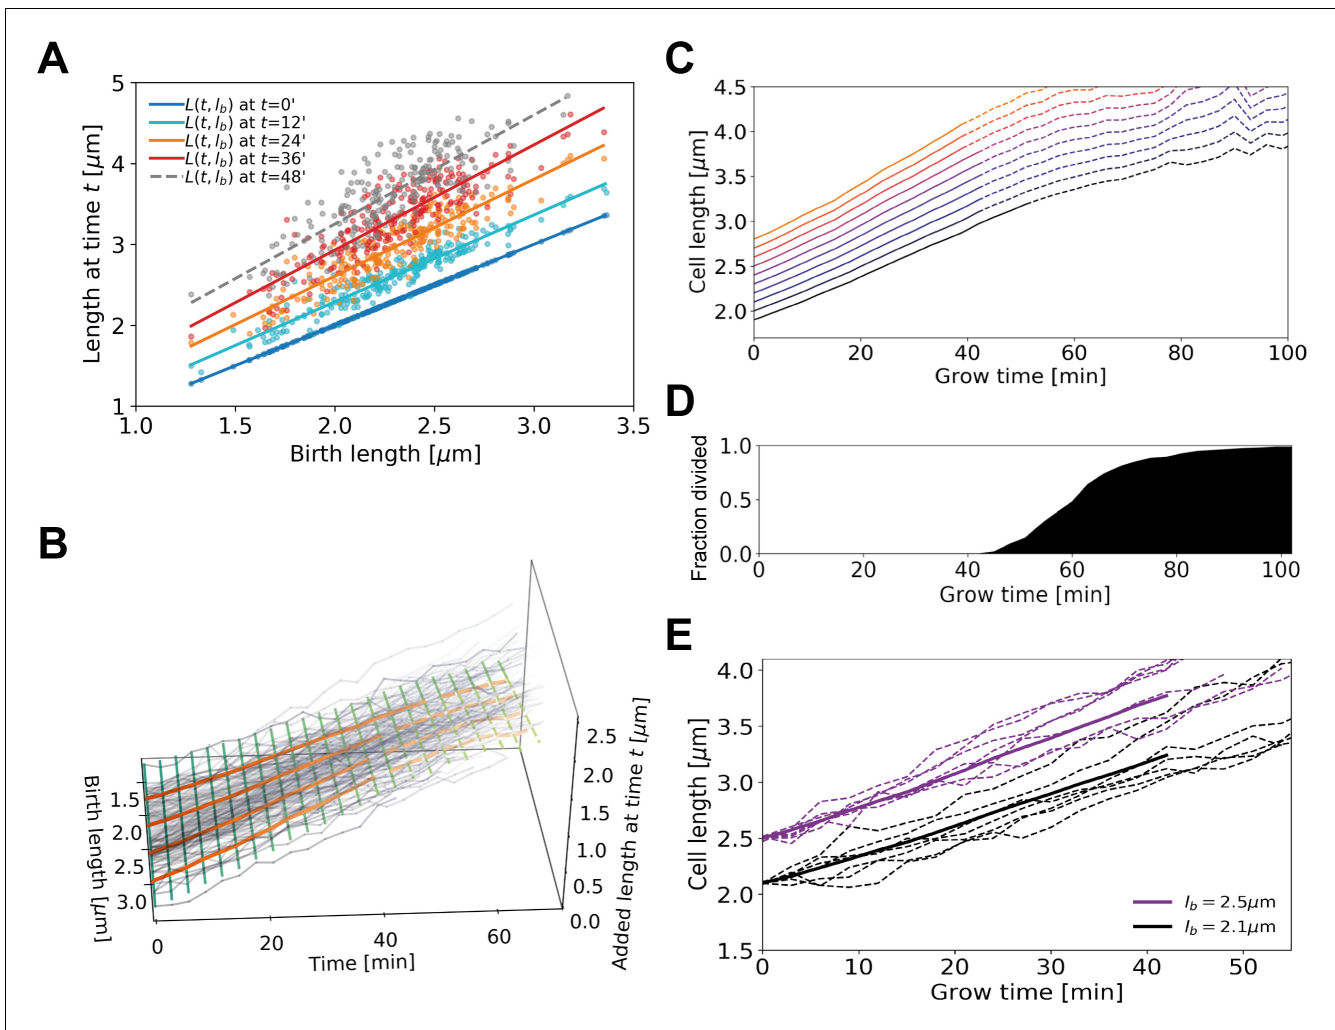 A
5
4
3
2
1
1.0 1.5 2.0 2.5 3.0 3.5
Length at time t [μm]
Birth length [μm]
L(t, l_b) at t=0'
L(t, l_b) at t=12'
L(t, l_b) at t=24'
L(t, l_b) at t=36'
L(t, l_b) at t=48'
B
Birth length [μm]
1.5
2.0
2.5
3.0
0 20 40 60
Time [min]
2.5
2.0
1.5
1.0
0.5
0.0
Added length at time t [μm]
C
4.5
4.0
3.5
3.0
2.5
2.0
Cell length [μm]
0 20 40 60 80 100
Grow time [min]
D
1.0
0.5
0.0
Fraction divided
0 20 40 60 80 100
Grow time [min]
E
4.0
3.5
3.0
2.5
2.0
1.5
Cell length [μm]
l_b = 2.5μm
l_b = 2.1μm
0 10 20 30 40 50
Grow time [min]